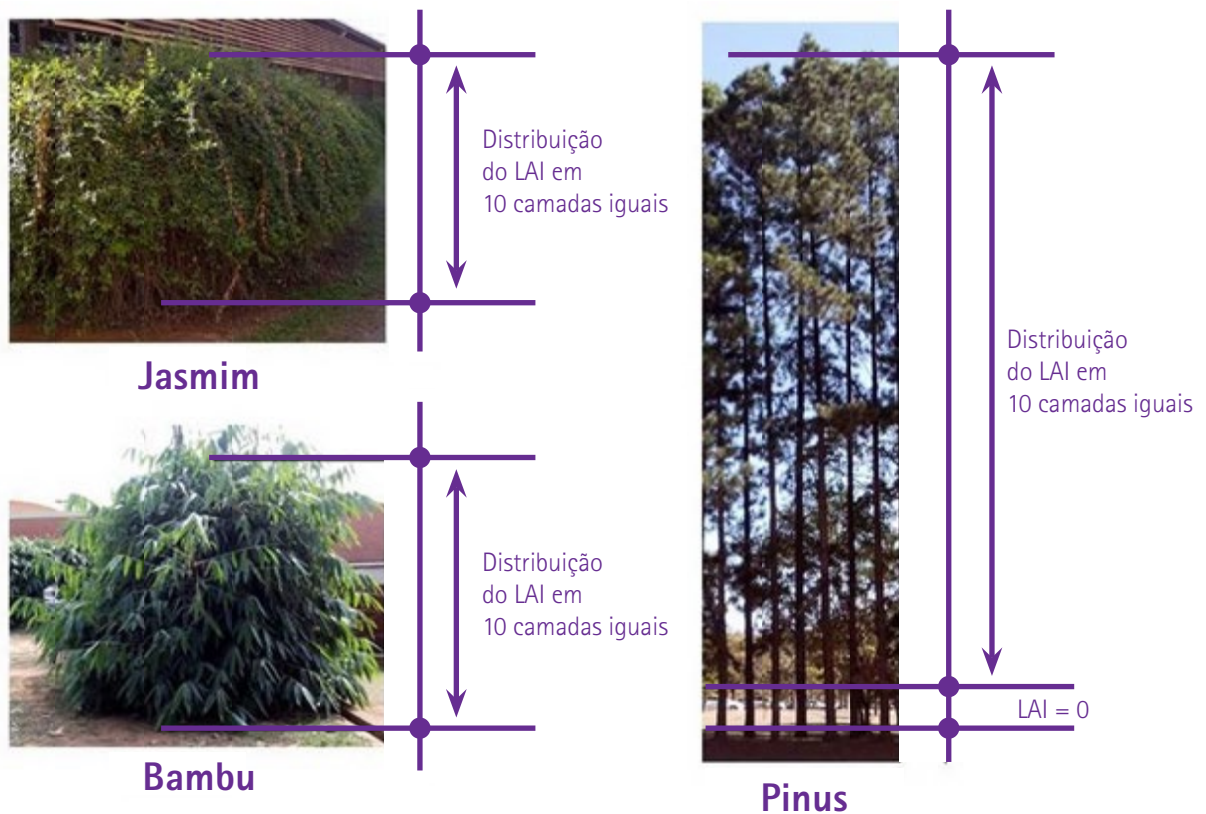 Distribuição
do LAI em
10 camadas iguais
Jasmim
Distribuição
do LAI em
10 camadas iguais
Bambu
Distribuição
do LAI em
10 camadas iguais
LAI = 0
Pinus